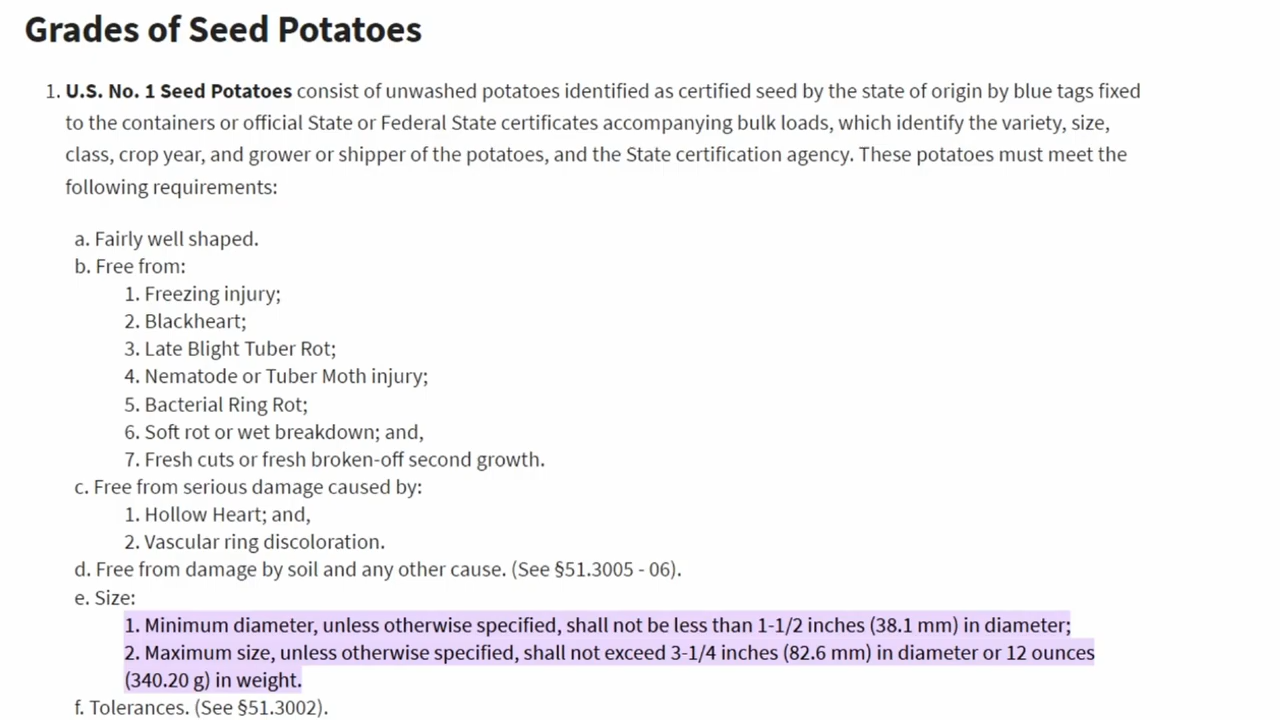 Grades of Seed Potatoes
1. U.S. No. 1 Seed Potatoes consist of unwashed potatoes identified as certified seed by the state of origin by blue tags fixed
to the containers or official State or Federal State certificates accompanying bulk loads, which identify the variety, size,
class, crop year, and grower or shipper of the potatoes, and the State certification agency. These potatoes must meet the
following requirements:
a. Fairly well shaped.
b. Free from:
1. Freezing injury;
2. Blackheart;
3. Late Blight Tuber Rot;
4. Nematode or Tuber Moth injury;
5. Bacterial Ring Rot;
6. Soft rot or wet breakdown; and,
7. Fresh cuts or fresh broken-off second growth.
c. Free from serious damage caused by:
1. Hollow Heart; and,
2. Vascular ring discoloration.
d. Free from damage by soil and any other cause. (See §51.3005 - 06).
e. Size:
1. Minimum diameter, unless otherwise specified, shall not be less than 1-1/2 inches (38.1 mm) in diameter;
2. Maximum size, unless otherwise specified, shall not exceed 3-1/4 inches (82.6 mm) in diameter or 12 ounces
(340.20 g) in weight.
f. Tolerances. (See §51.3002).